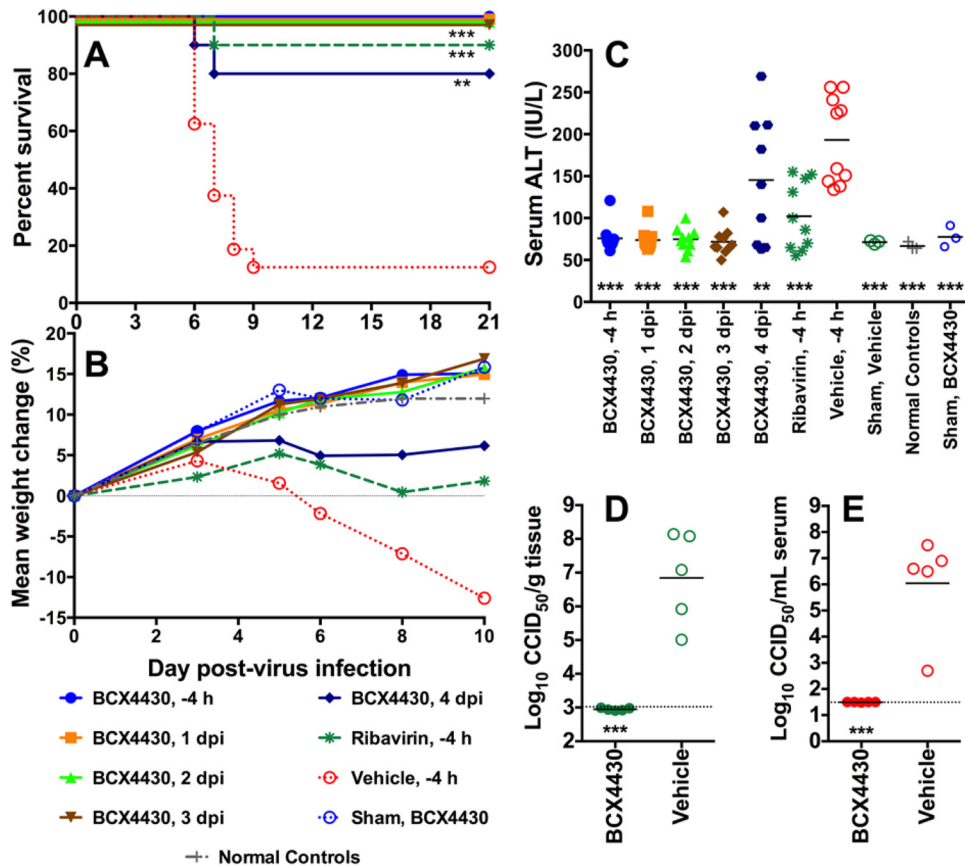 A
Percent survival
100
80
60
40
20
0
0 3 6 9 12 15 18 21
***
***
**
B
Mean weight change (%)
20
15
10
5
0
-5
-10
-15
0 2 4 6 8 10
Day post-virus infection
BCX4430, -4 h
BCX4430, 1 dpi
BCX4430, 2 dpi
BCX4430, 3 dpi
BCX4430, 4 dpi
Ribavirin, -4 h
Vehicle, -4 h
Sham, BCX4430
Normal Controls
C
Serum ALT (IU/L)
300
250
200
150
100
50
0
*** *** *** *** ** *** *** *** ***
BCX4430, -4 h
BCX4430, 1 dpi
BCX4430, 2 dpi
BCX4430, 3 dpi
BCX4430, 4 dpi
Ribavirin, -4 h
Vehicle, -4 h
Sham, Vehicle
Normal Controls
Sham, BCX4430
D
Log10 CCID50/g tissue
9
8
7
6
5
4
3
2
***
BCX4430
Vehicle
E
Log10 CCID50/mL serum
9
8
7
6
5
4
3
2
1
0
***
BCX4430
Vehicle